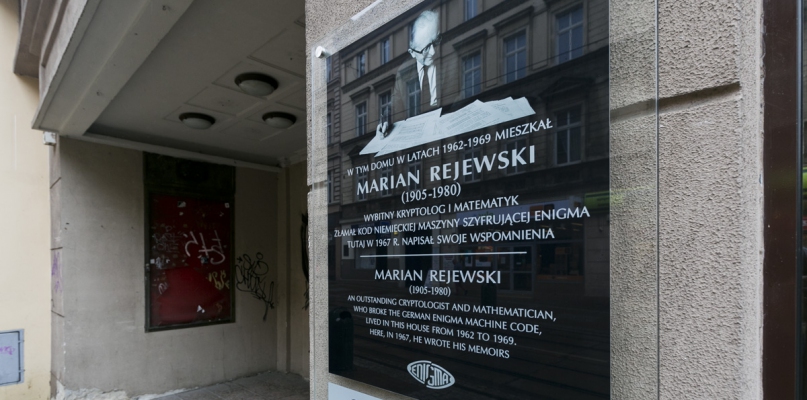 W TYM DOMU W LATACH 1962-1969 MIESZKAŁ
MARIAN REJEWSKI
(1905-1980)
WYBITNY KRYPTOLOG I MATEMATYK
ZŁAMAŁ KOD NIEMIECKIEJ MASZYNY SZYFRUJĄCEJ ENIGMA
TUTAJ W 1967 R. NAPISAŁ SWOJE WSPOMNIENIA
MARIAN REJEWSKI
(1905-1980)
AN OUTSTANDING CRYPTOLOGIST AND MATHEMATICIAN,
WHO BROKE THE GERMAN ENIGMA MACHINE CODE,
LIVED IN THIS HOUSE FROM 1962 TO 1969.
HERE, IN 1967, HE WROTE HIS MEMOIRS
ENIGMA